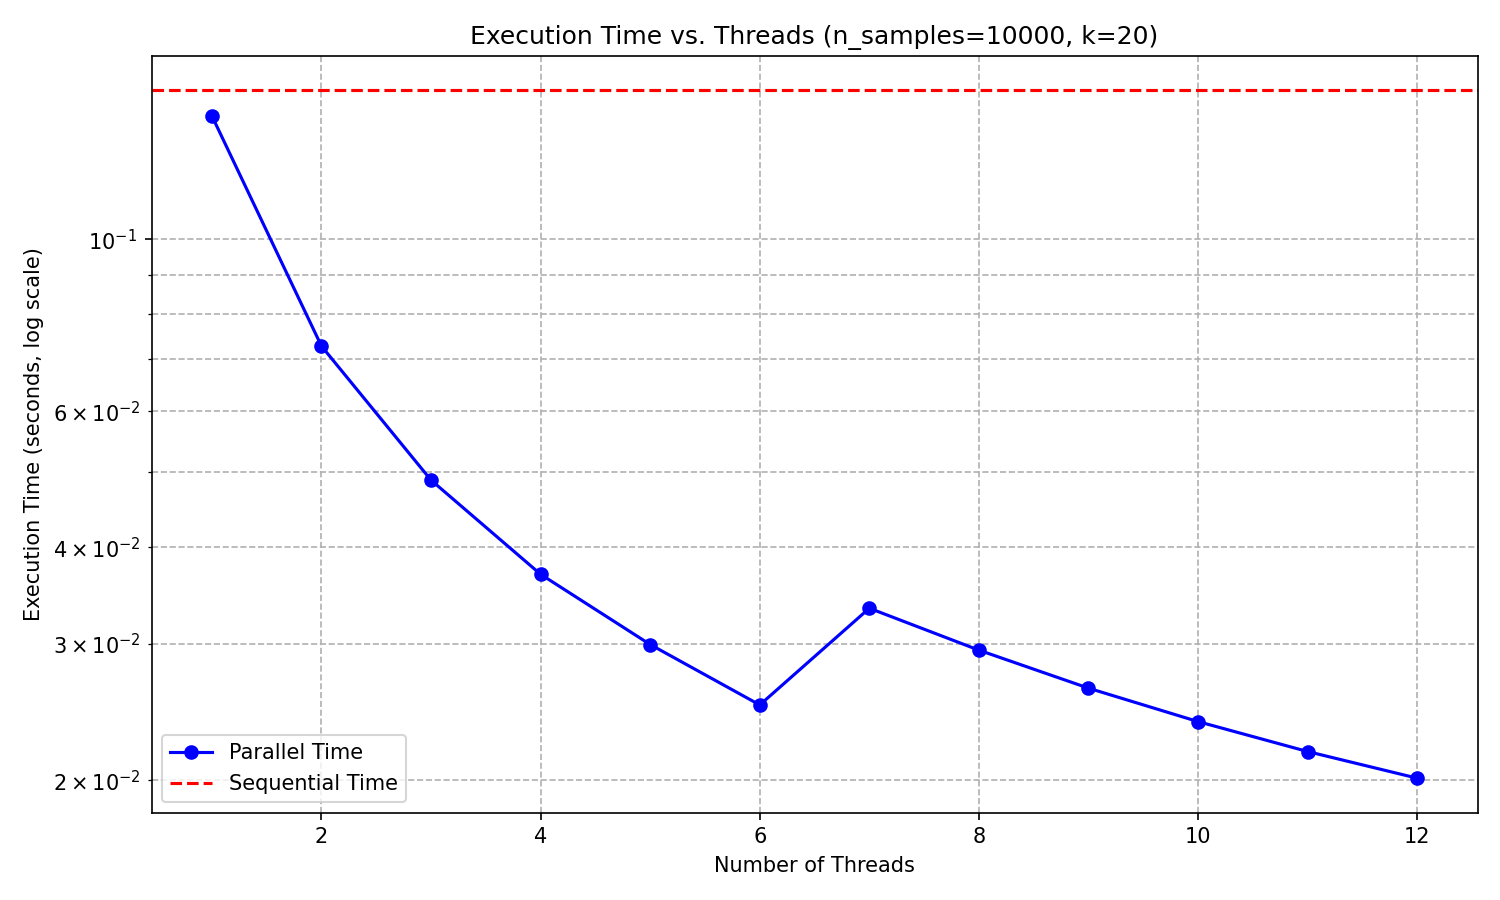 Execution Time vs. Threads (n_samples=10000, k=20)
Execution Time (seconds, log scale)
10⁻¹
6 × 10⁻²
4 × 10⁻²
3 × 10⁻²
2 × 10⁻²
Parallel Time
Sequential Time
2 4 6 8 10 12
Number of Threads